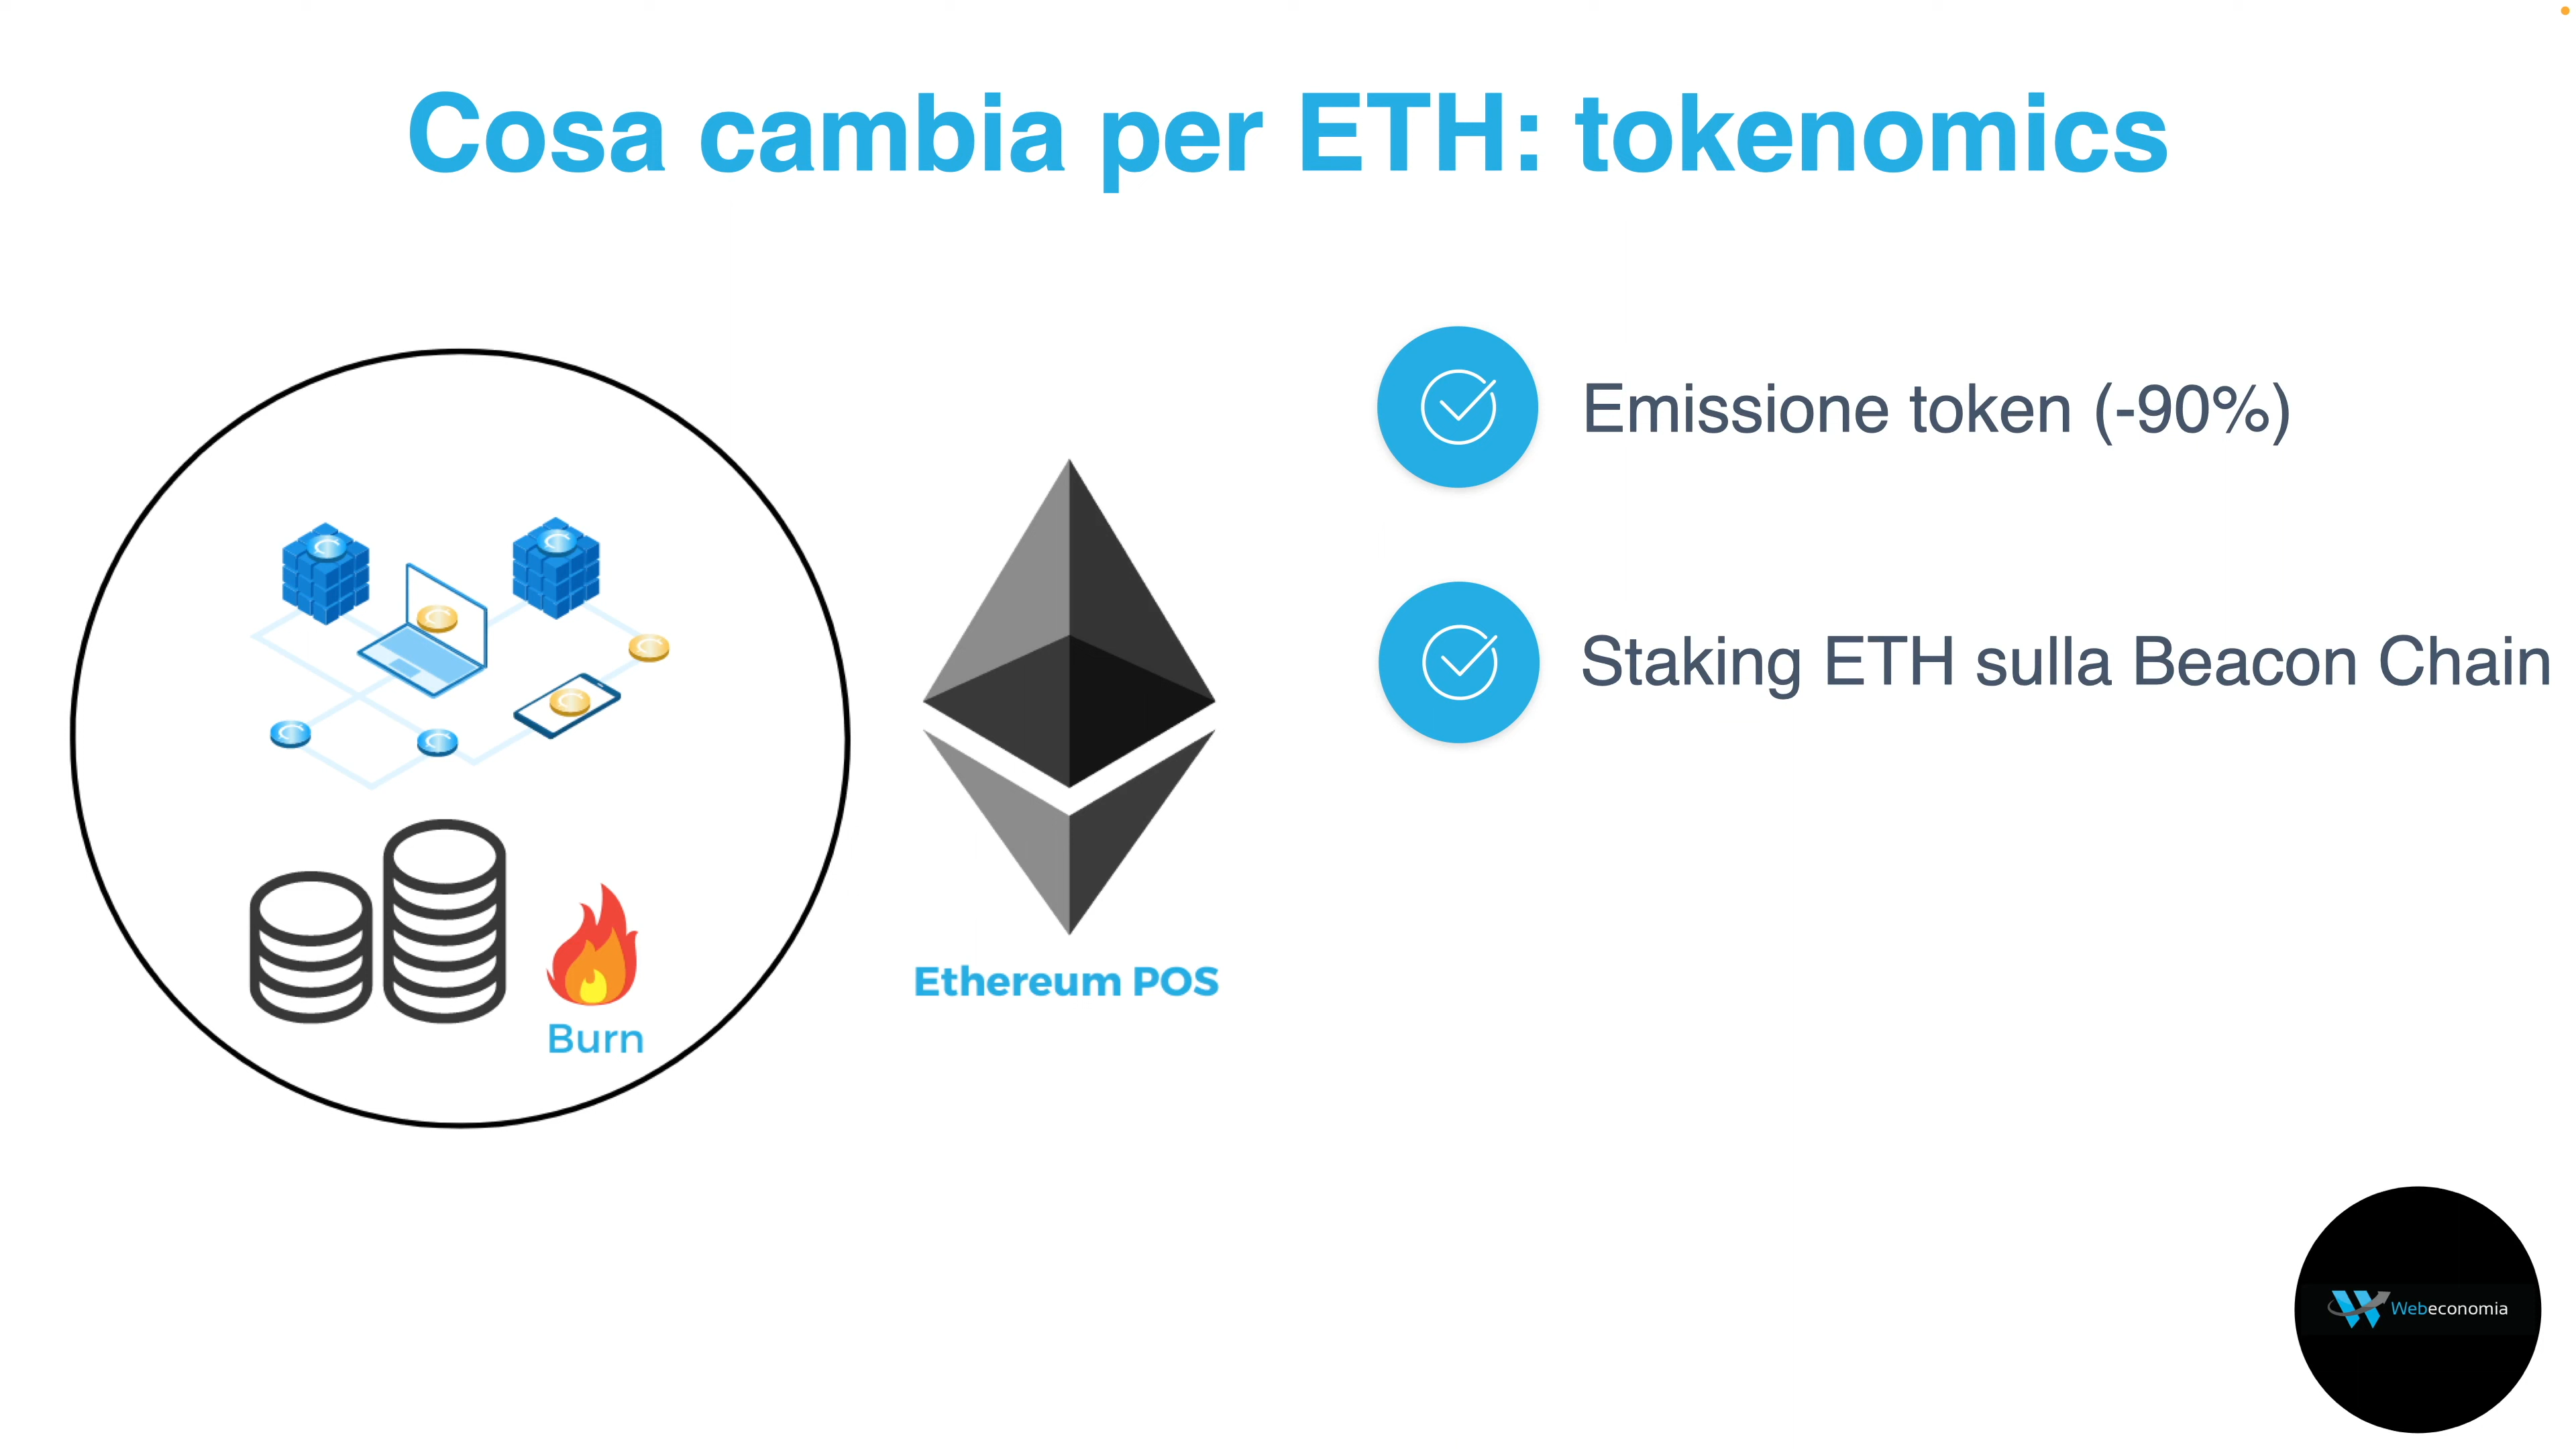 Cosa cambia per ETH: tokenomics
Emissione token (-90%)
Staking ETH sulla Beacon Chain
Ethereum POS
Burn
Webeconomia